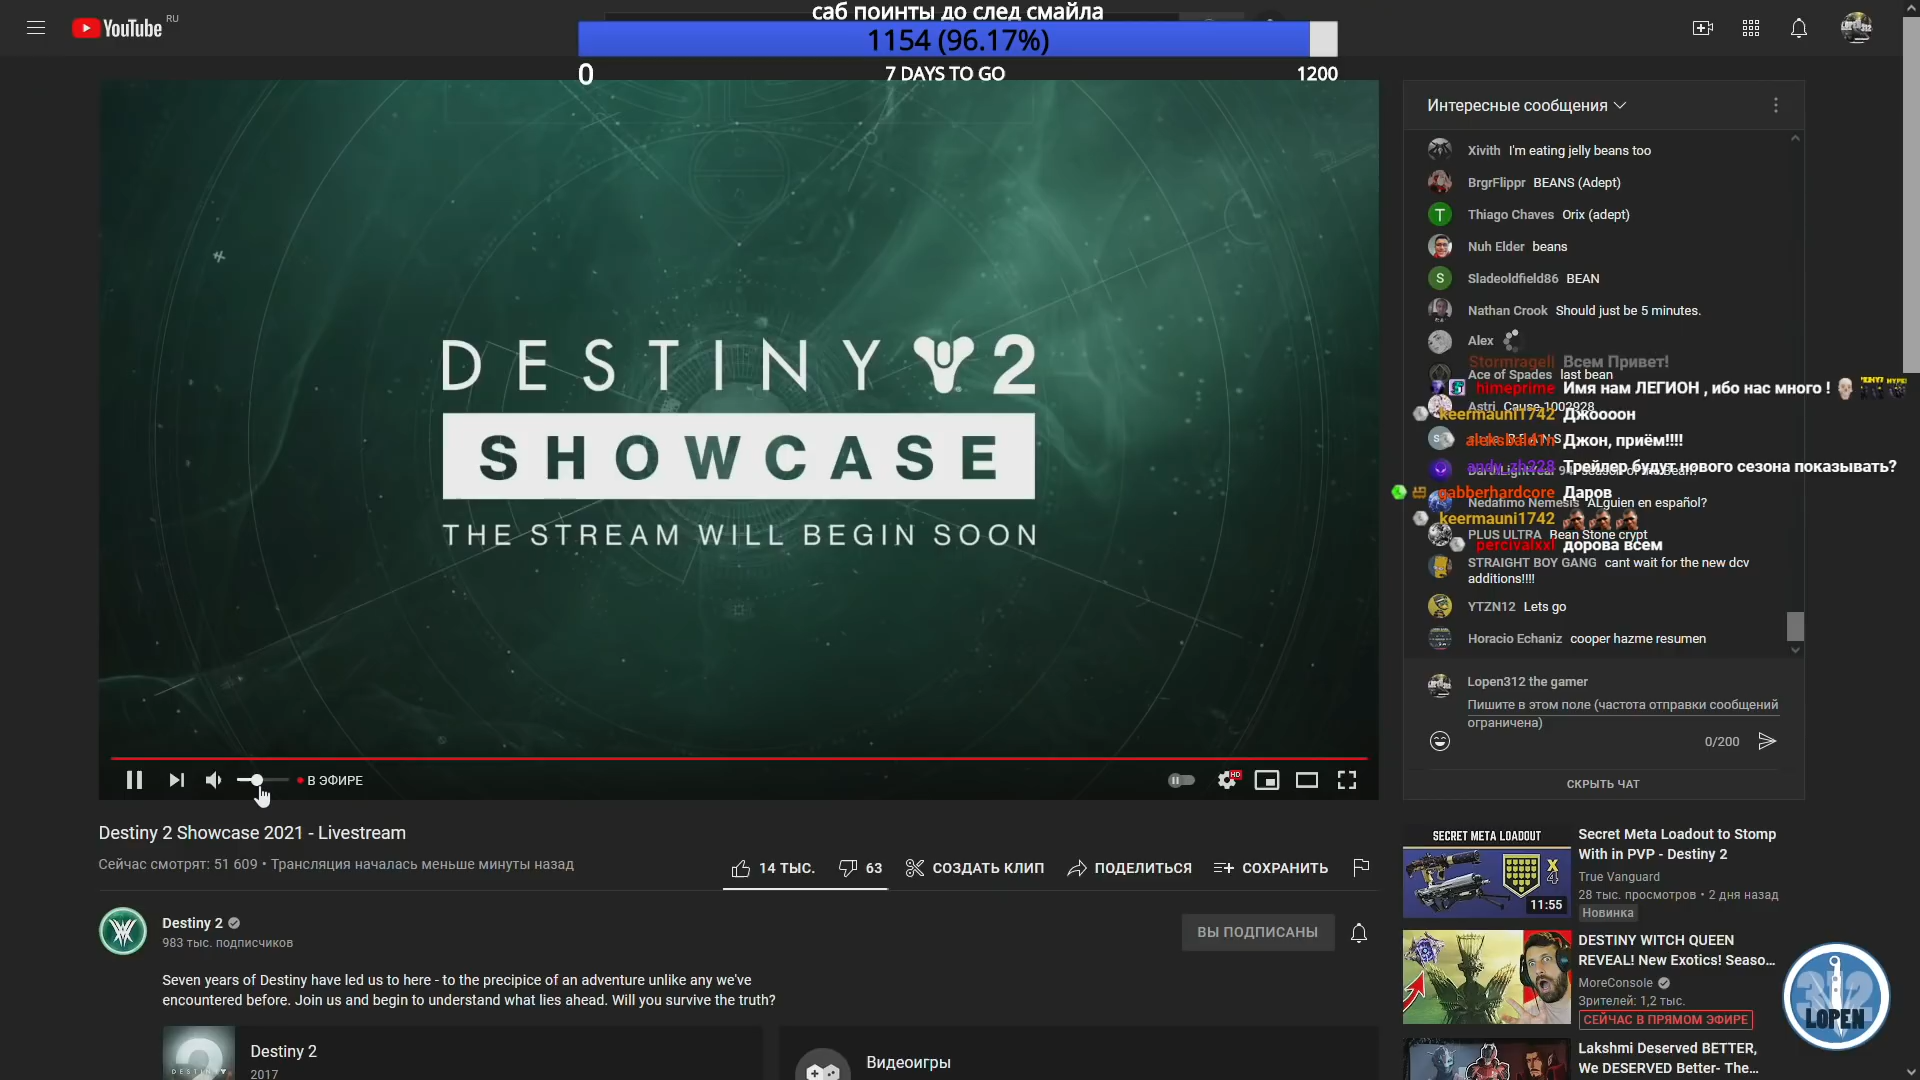 YouTube
RU
саб поинты до след смайла
1154 (96.17%)
0
7 DAYS TO GO
1200
DESTINY 2
SHOWCASE
THE STREAM WILL BEGIN SOON
В ЭФИРЕ
HD
Destiny 2 Showcase 2021 - Livestream
Сейчас смотрят: 51 609 • Трансляция началась меньше минуты назад
14 ТЫС.
63
СОЗДАТЬ КЛИП
ПОДЕЛИТЬСЯ
СОХРАНИТЬ
Destiny 2
983 тыс. подписчиков
ВЫ ПОДПИСАНЫ
Seven years of Destiny have led us to here - to the precipice of an adventure unlike any we've
encountered before. Join us and begin to understand what lies ahead. Will you survive the truth?
Destiny 2
2017
Видеоигры
Интересные сообщения
Xivith I'm eating jelly beans too
BrgrFlippr BEANS (Adept)
T Thiago Chaves Orix (adept)
Nuh Elder beans
S Sladeoldfield86 BEAN
Nathan Crook Should just be 5 minutes.
Alex
Stormragell Всем Привет!
Ace of Spades last bean
himeprime Имя нам ЛЕГИОН , ибо нас много !
Astri Cause 1002928
keermauni1742 Джоооон
Джон, приём!!!!
andy_zh228 Трейлер будут нового сезона показывать?
gabberhardcore Даров
Nedafimo Nemesis ALguien en español?
keermauni1742
PLUS ULTRA Bean Stone crypt
percivalxxl дорова всем
STRAIGHT BOY GANG cant wait for the new dcv
additions!!!!
YTZN12 Lets go
Horacio Echaniz cooper hazme resumen
Lopen312 the gamer
Пишите в этом поле (частота отправки сообщений
ограничена)
0/200
СКРЫТЬ ЧАТ
SECRET META LOADOUT
X
4
11:55
Secret Meta Loadout to Stomp
With in PVP - Destiny 2
True Vanguard
28 тыс. просмотров • 2 дня назад
Новинка
DESTINY WITCH QUEEN
REVEAL! New Exotics! Seaso...
MoreConsole
Зрителей: 1,2 тыс.
СЕЙЧАС В ПРЯМОМ ЭФИРЕ
Lakshmi Deserved BETTER,
We DESERVED Better- The...
312
LOPEN